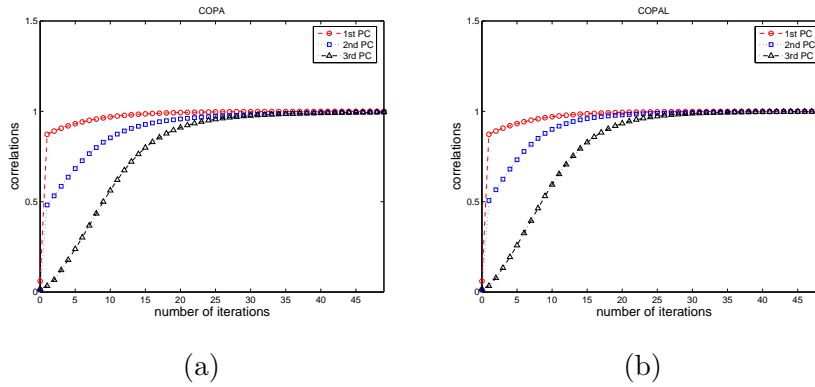 COPA
1st PC
2nd PC
3rd PC
1.5
1
0.5
0
correlations
0 5 10 15 20 25 30 35 40 45
number of iterations
(a)
COPAL
1st PC
2nd PC
3rd PC
1.5
1
0.5
0
correlations
0 5 10 15 20 25 30 35 40 45
number of iterations
(b)